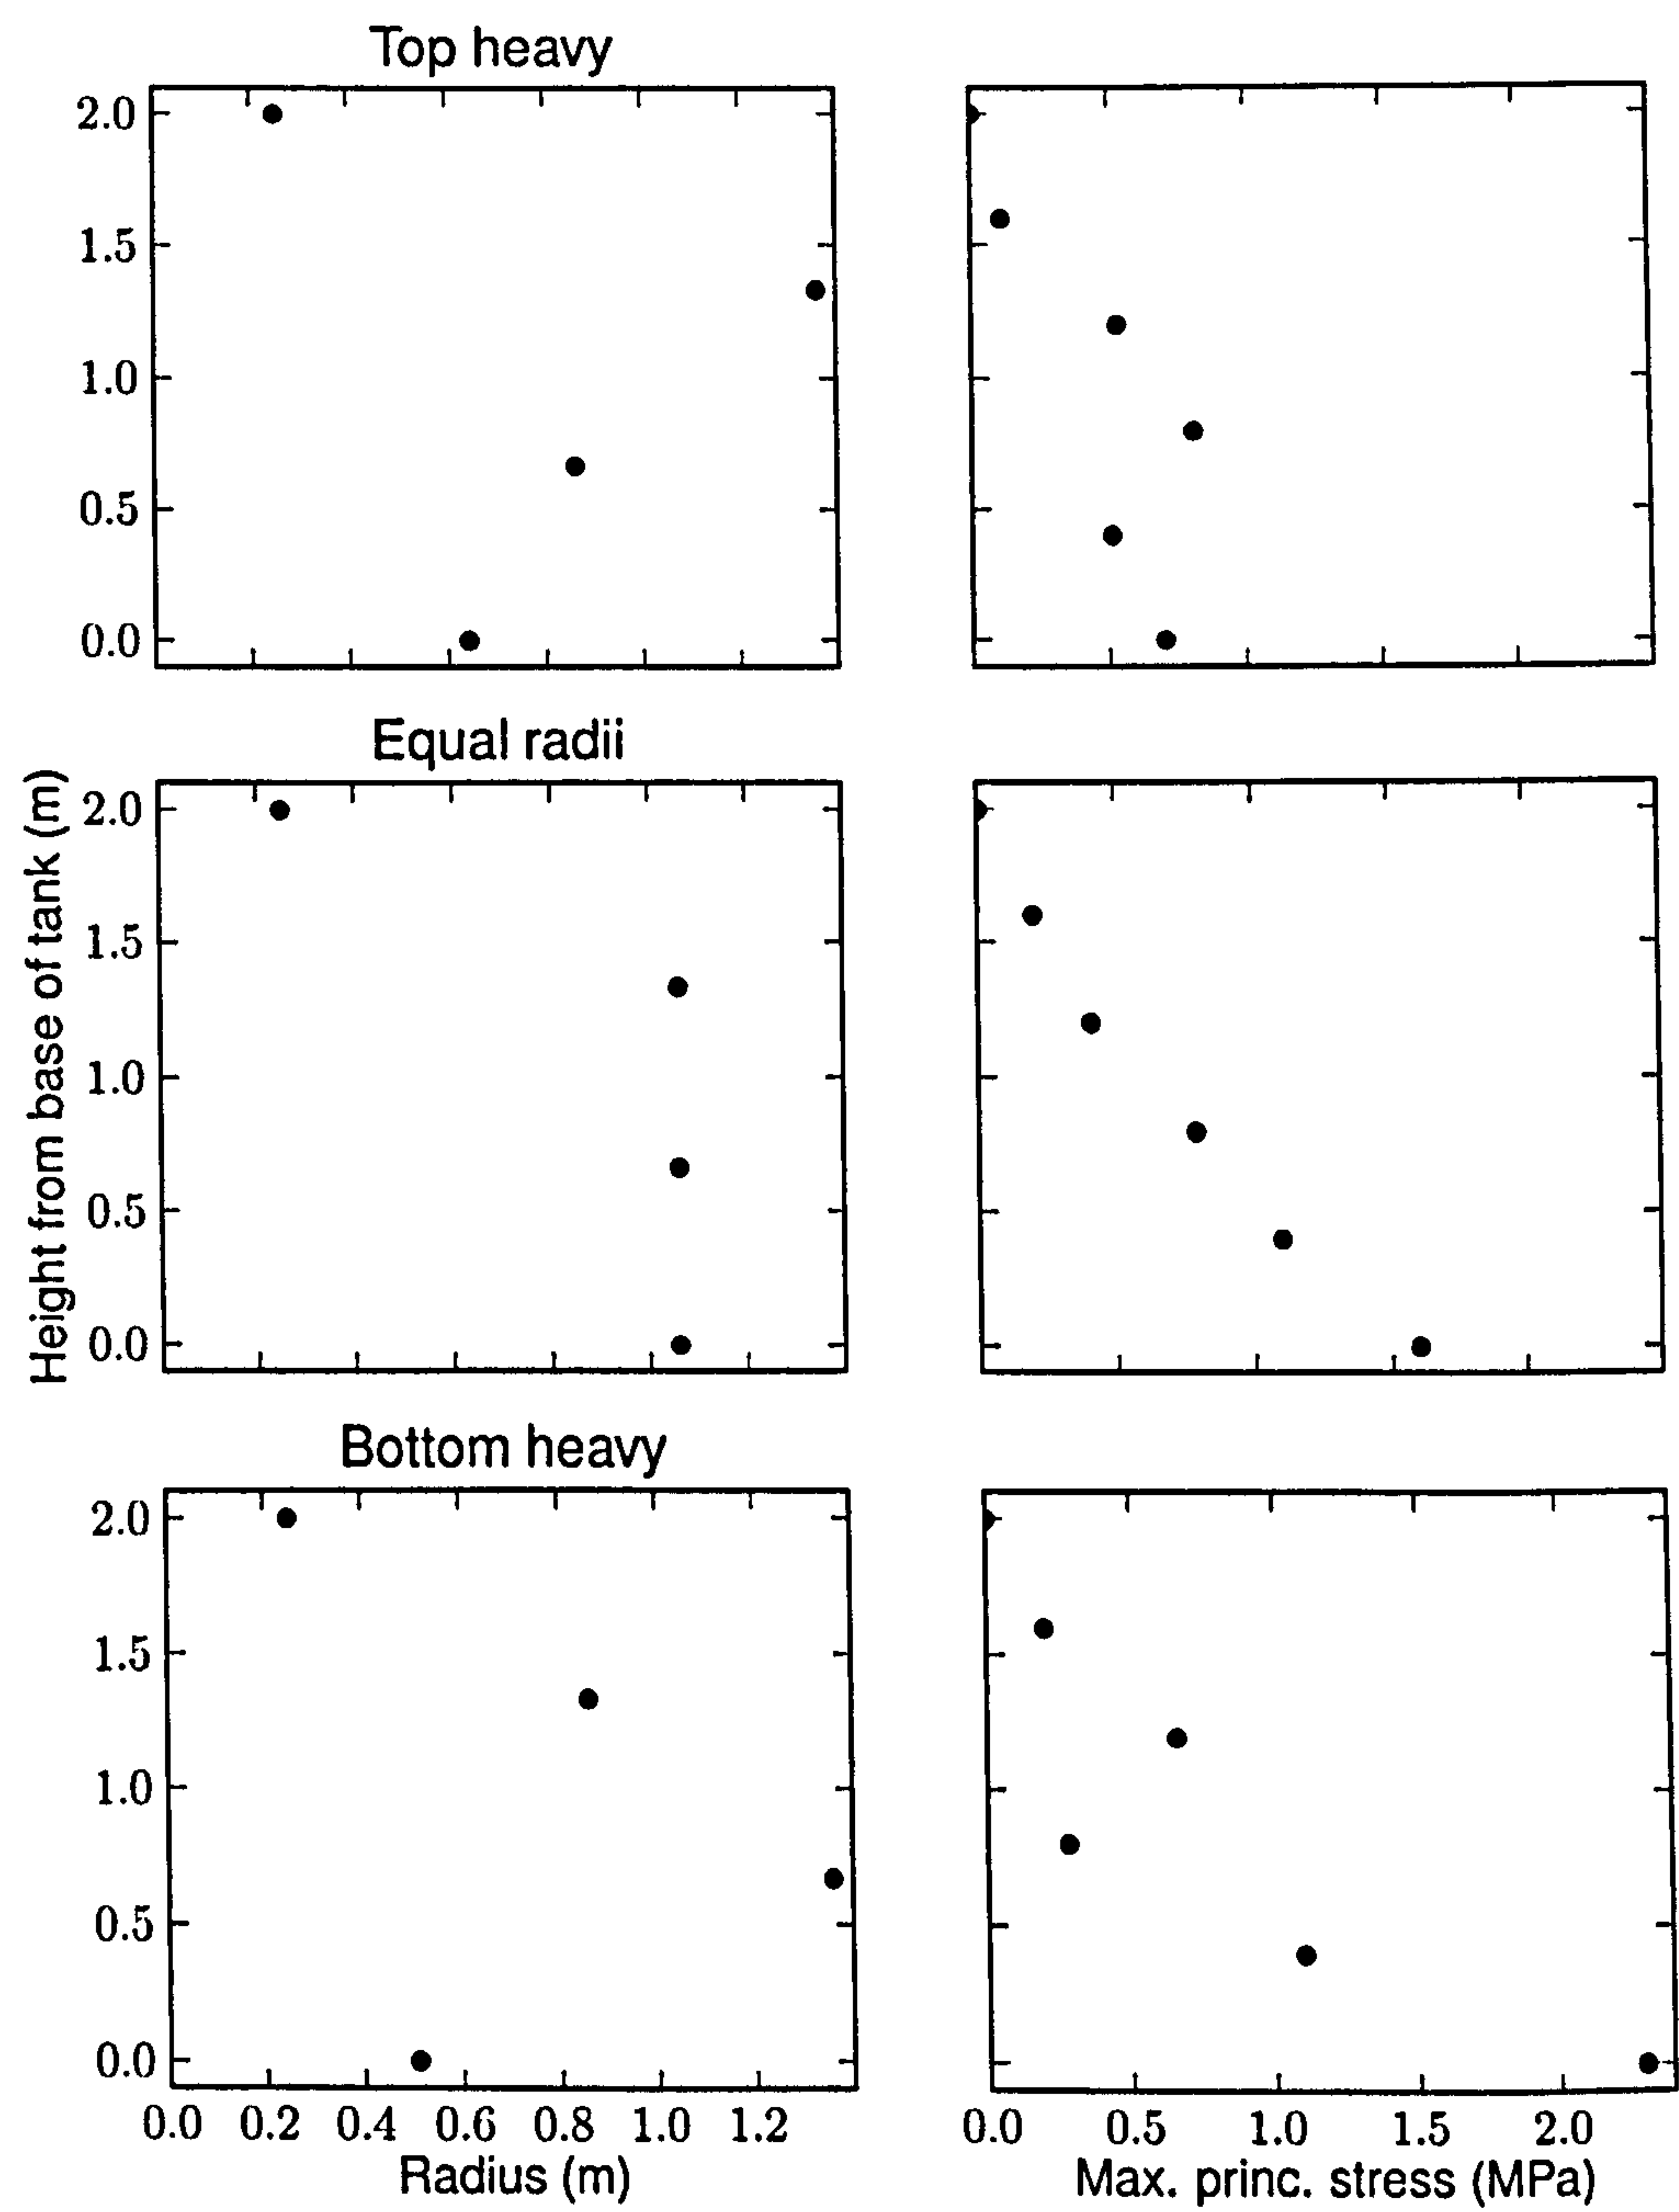 Top heavy
2.0
1.5
1.0
0.5
0.0
Equal radii
Height from base of tank (m)
2.0
1.5
1.0
0.5
0.0
Bottom heavy
2.0
1.5
1.0
0.5
0.0
0.0 0.2 0.4 0.6 0.8 1.0 1.2
Radius (m)
0.0 0.5 1.0 1.5 2.0
Max. princ. stress (MPa)